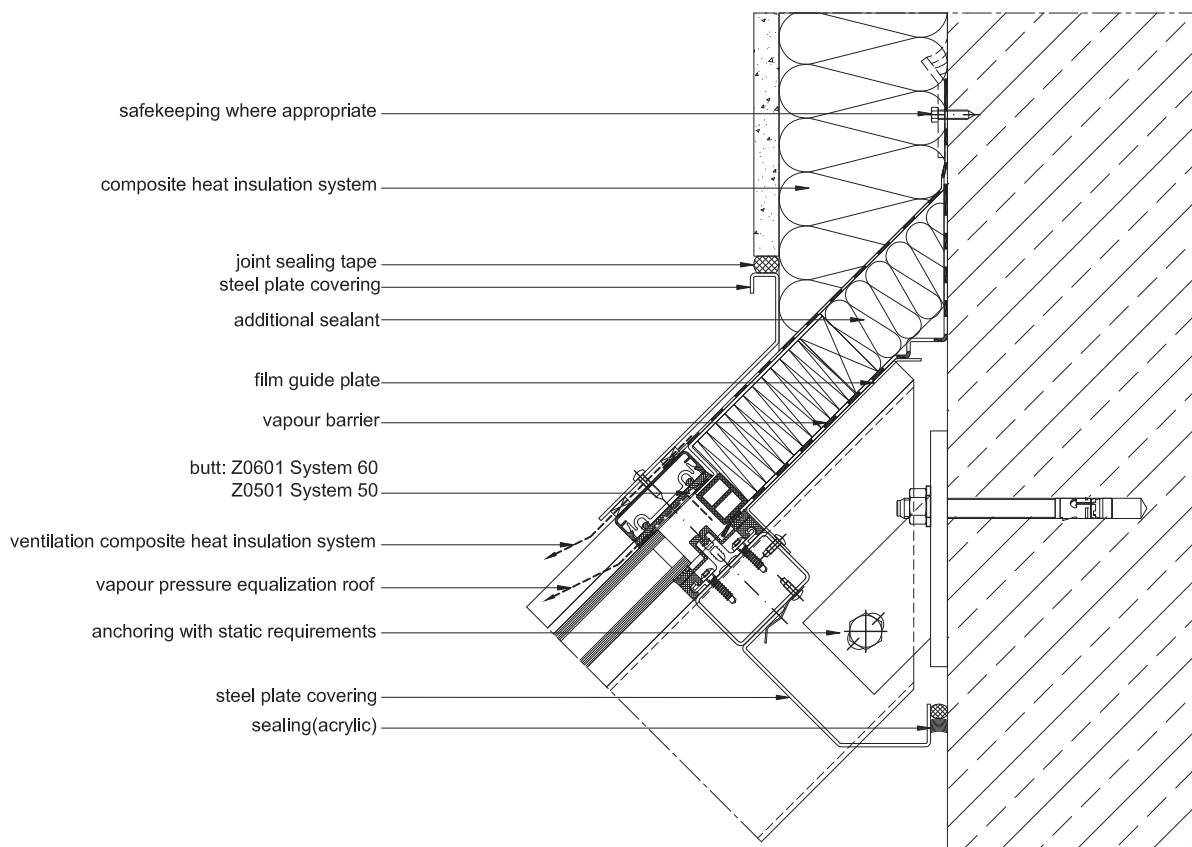 safekeeping where appropriate
composite heat insulation system
joint sealing tape
steel plate covering
additional sealant
film guide plate
vapour barrier
butt: Z0601 System 60
Z0501 System 50
ventilation composite heat insulation system
vapour pressure equalization roof
anchoring with static requirements
steel plate covering
sealing(acrylic)